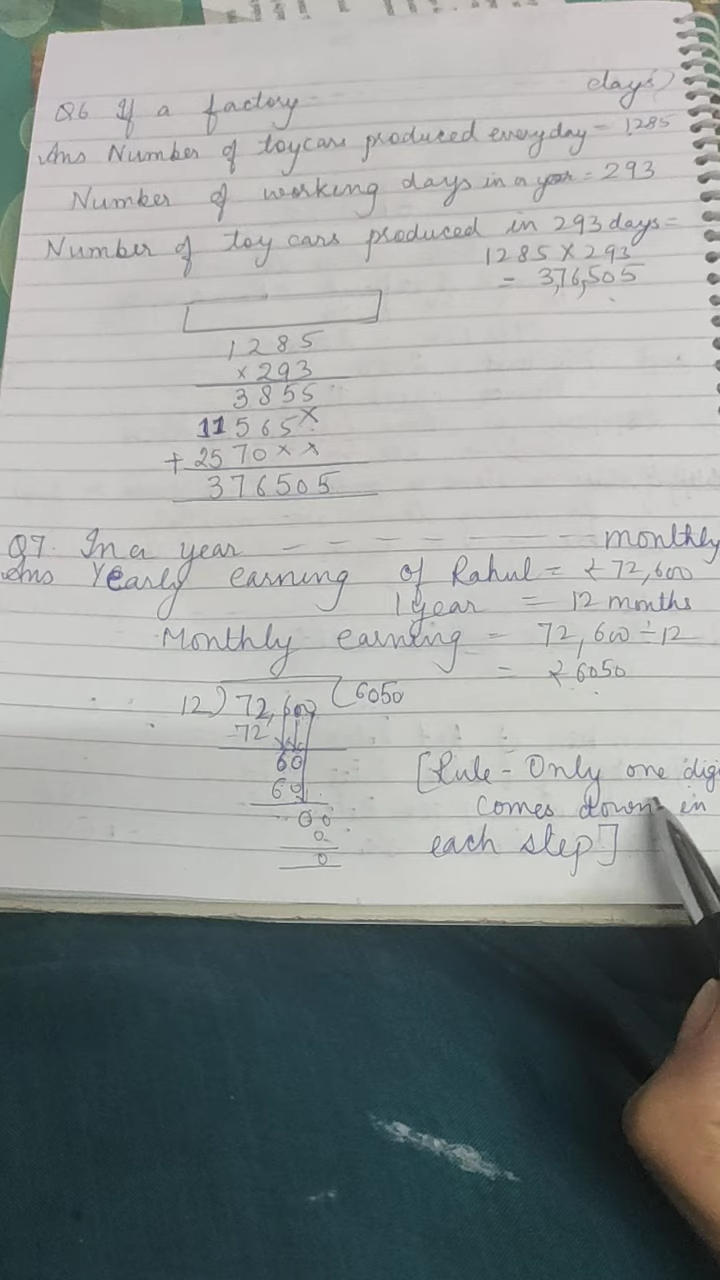 days)
Q6 If a factory
Ans Number of toycars produced everyday = 1285
Number of working days in a year = 293
Number of toy cars produced in 293 days =
1285 × 293
= 3,76,505
1285
× 293
3855
11565×
+ 2570××
376505
Q7. In a year - - - - - monthly
Ans Yearly earning of Rahul = ₹72,600
1 year = 12 months
Monthly earning = 72,600 ÷ 12
= ₹6050
12) 72,600 (6050
-72
60
60
00
0
0
[Rule - Only one dig
comes down in
each step]